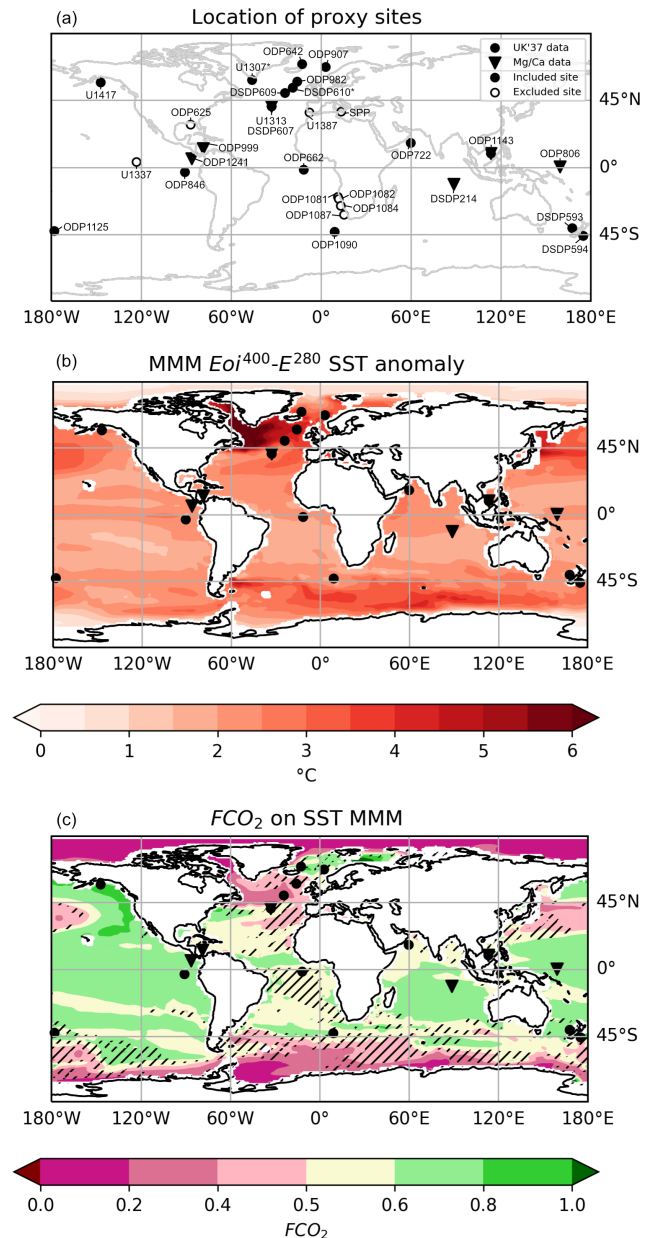 (a)
Location of proxy sites
UK'37 data
Mg/Ca data
Included site
Excluded site
ODP642
ODP907
U1307*
ODP982
DSDP609
DSDP610*
U1417
ODP625
U1313
DSDP607
U1387
SPP
ODP999
ODP1241
ODP662
ODP722
ODP1143
ODP806
U1337
ODP846
ODP1081
ODP1082
ODP1084
ODP1087
DSDP214
DSDP593
ODP1125
ODP1090
DSDP594
45°N
0°
45°S
180°W 120°W 60°W 0° 60°E 120°E 180°E
(b)
MMM Eoi⁴⁰⁰-E²⁸⁰ SST anomaly
45°N
0°
45°S
180°W 120°W 60°W 0° 60°E 120°E 180°E
0 1 2 3 4 5 6
°C
(c)
FCO₂ on SST MMM
45°N
0°
45°S
180°W 120°W 60°W 0° 60°E 120°E 180°E
0.0 0.2 0.4 0.5 0.6 0.8 1.0
FCO₂